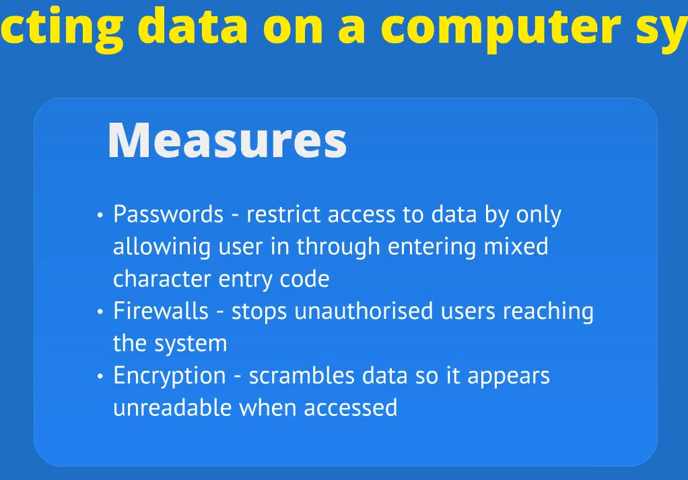 cting data on a computer sy
Measures
• Passwords - restrict access to data by only
allowinig user in through entering mixed
character entry code
• Firewalls - stops unauthorised users reaching
the system
• Encryption - scrambles data so it appears
unreadable when accessed